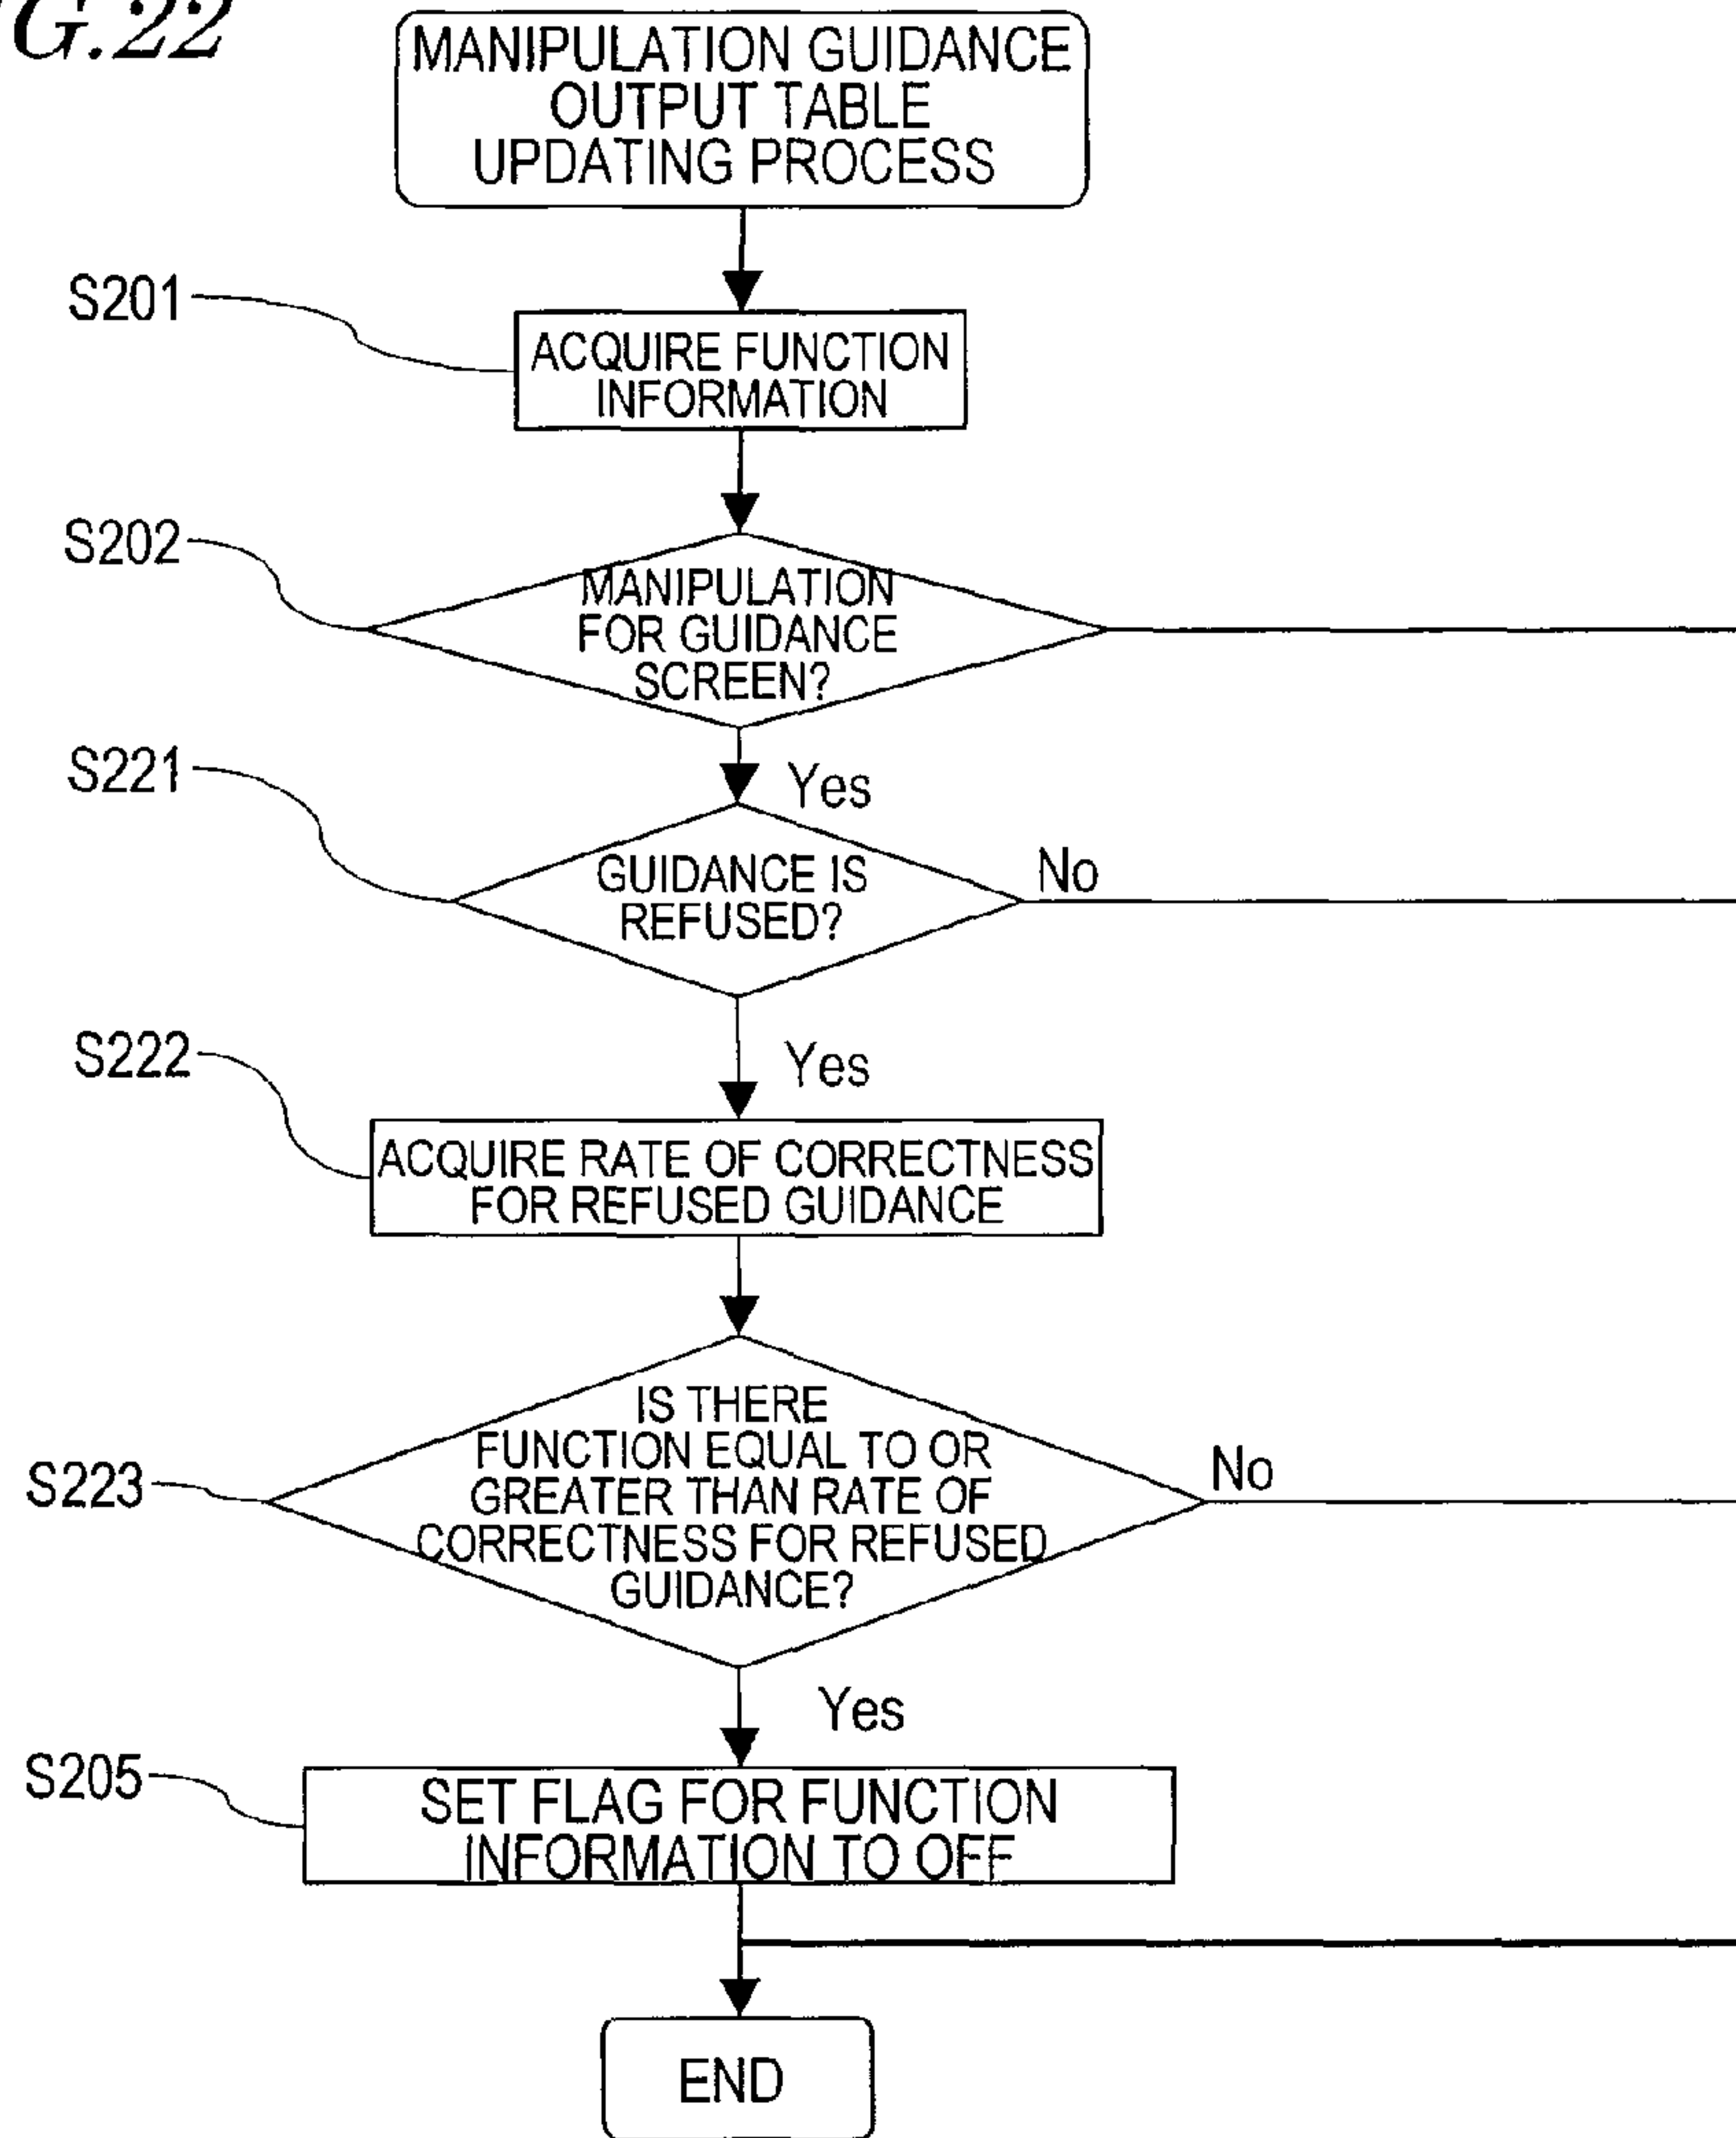 G.22
MANIPULATION GUIDANCE
OUTPUT TABLE
UPDATING PROCESS
S201
ACQUIRE FUNCTION
INFORMATION
S202
MANIPULATION
FOR GUIDANCE
SCREEN?
S221
Yes
GUIDANCE IS
REFUSED?
No
S222
Yes
ACQUIRE RATE OF CORRECTNESS
FOR REFUSED GUIDANCE
S223
IS THERE
FUNCTION EQUAL TO OR
GREATER THAN RATE OF
CORRECTNESS FOR REFUSED
GUIDANCE?
No
Yes
S205
SET FLAG FOR FUNCTION
INFORMATION TO OFF
END